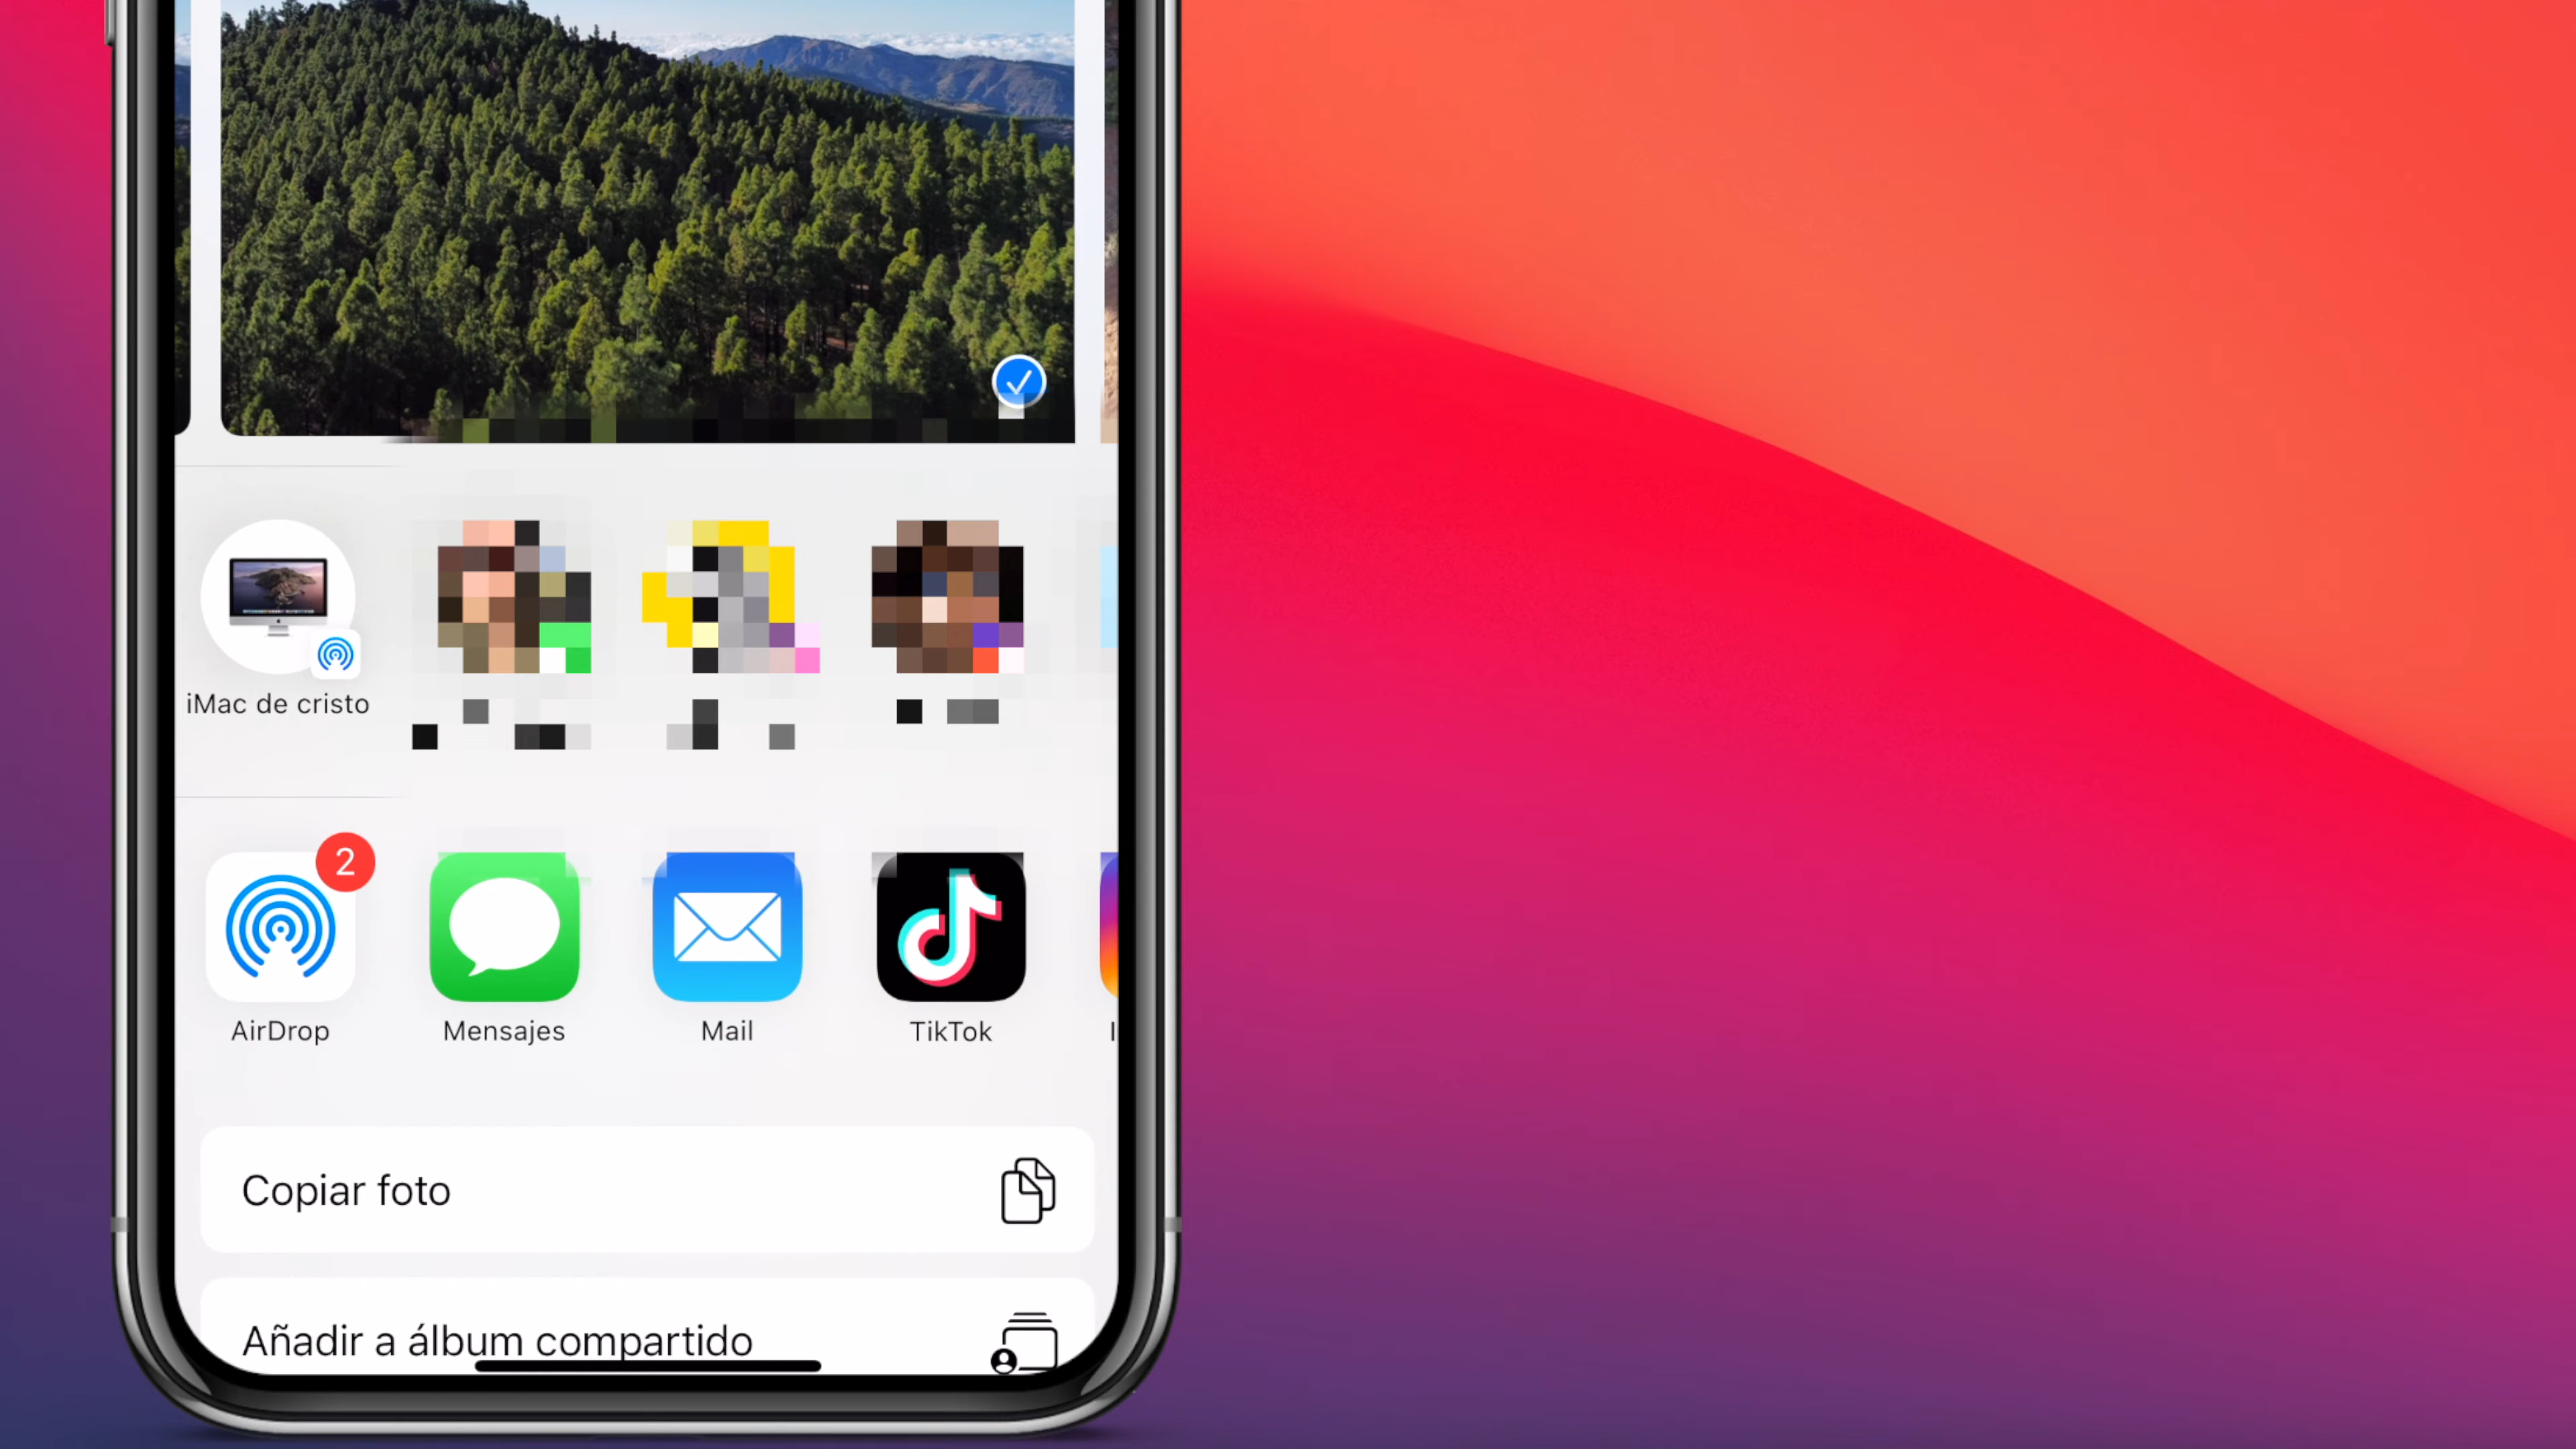 iMac de cristo
2
AirDrop
Mensajes
Mail
TikTok
Copiar foto
Añadir a álbum compartido